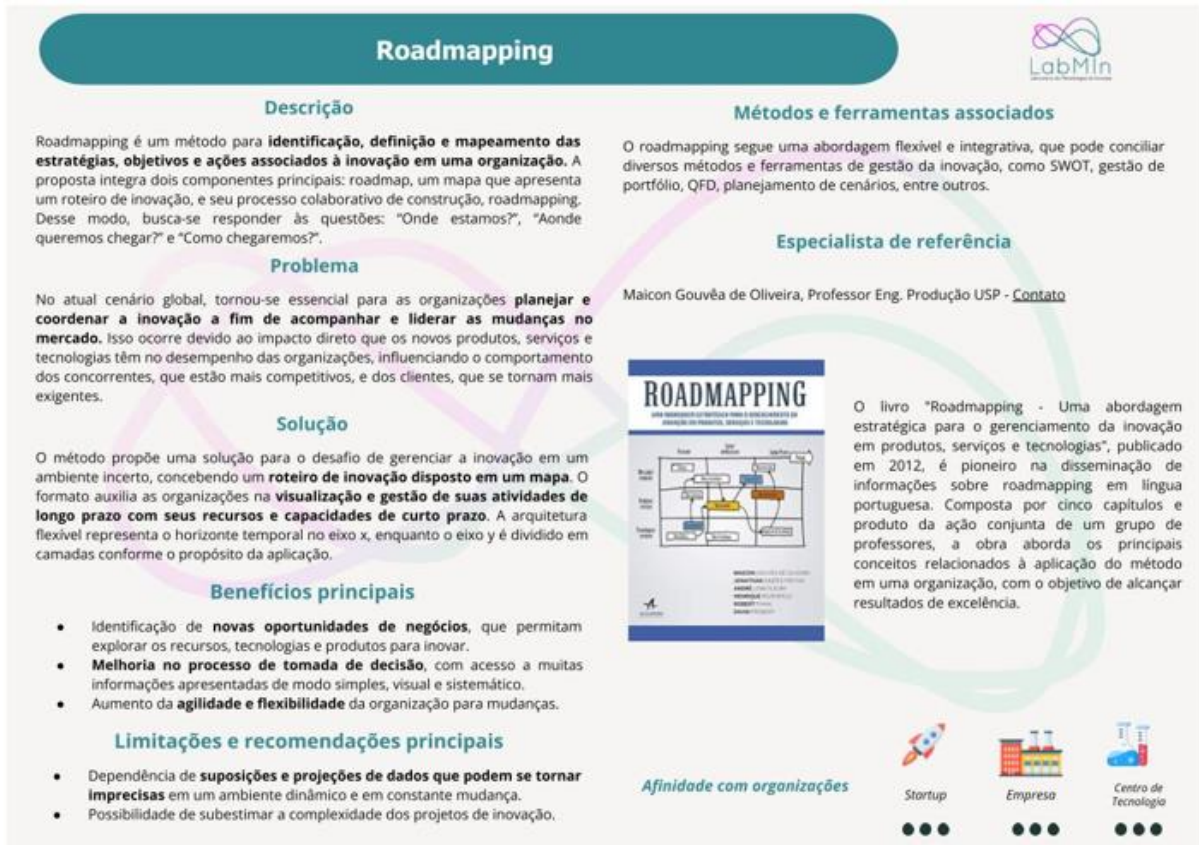 Roadmapping
LabMIn
Descrição
Roadmapping é um método para identificação, definição e mapeamento das
estratégias, objetivos e ações associados à inovação em uma organização. A
proposta integra dois componentes principais: roadmap, um mapa que apresenta
um roteiro de inovação, e seu processo colaborativo de construção, roadmapping.
Desse modo, busca-se responder às questões: "Onde estamos?", "Aonde
queremos chegar?" e "Como chegaremos?".
Problema
No atual cenário global, tornou-se essencial para as organizações planejar e
coordenar a inovação a fim de acompanhar e liderar as mudanças no
mercado. Isso ocorre devido ao impacto direto que os novos produtos, serviços e
tecnologias têm no desempenho das organizações, influenciando o comportamento
dos concorrentes, que estão mais competitivos, e dos clientes, que se tornam mais
exigentes.
Solução
O método propõe uma solução para o desafio de gerenciar a inovação em um
ambiente incerto, concebendo um roteiro de inovação disposto em um mapa. O
formato auxilia as organizações na visualização e gestão de suas atividades de
longo prazo com seus recursos e capacidades de curto prazo. A arquitetura
flexível representa o horizonte temporal no eixo x, enquanto o eixo y é dividido em
camadas conforme o propósito da aplicação.
Benefícios principais
• Identificação de novas oportunidades de negócios, que permitam
explorar os recursos, tecnologias e produtos para inovar.
• Melhoria no processo de tomada de decisão, com acesso a muitas
informações apresentadas de modo simples, visual e sistemático.
• Aumento da agilidade e flexibilidade da organização para mudanças.
Limitações e recomendações principais
• Dependência de suposições e projeções de dados que podem se tornar
imprecisas em um ambiente dinâmico e em constante mudança.
• Possibilidade de subestimar a complexidade dos projetos de inovação.
Métodos e ferramentas associados
O roadmapping segue uma abordagem flexível e integrativa, que pode conciliar
diversos métodos e ferramentas de gestão da inovação, como SWOT, gestão de
portfólio, QFD, planejamento de cenários, entre outros.
Especialista de referência
Maicon Gouvêa de Oliveira, Professor Eng. Produção USP - Contato
ROADMAPPING
UMA ABORDAGEM ESTRATÉGICA PARA O GERENCIAMENTO DA
INOVAÇÃO EM PRODUTOS, SERVIÇOS E TECNOLOGIAS
O livro "Roadmapping - Uma abordagem
estratégica para o gerenciamento da inovação
em produtos, serviços e tecnologias", publicado
em 2012, é pioneiro na disseminação de
informações sobre roadmapping em língua
portuguesa. Composta por cinco capítulos e
produto da ação conjunta de um grupo de
professores, a obra aborda os principais
conceitos relacionados à aplicação do método
em uma organização, com o objetivo de alcançar
resultados de excelência.
Afinidade com organizações
Startup
Empresa
Centro de
Tecnologia